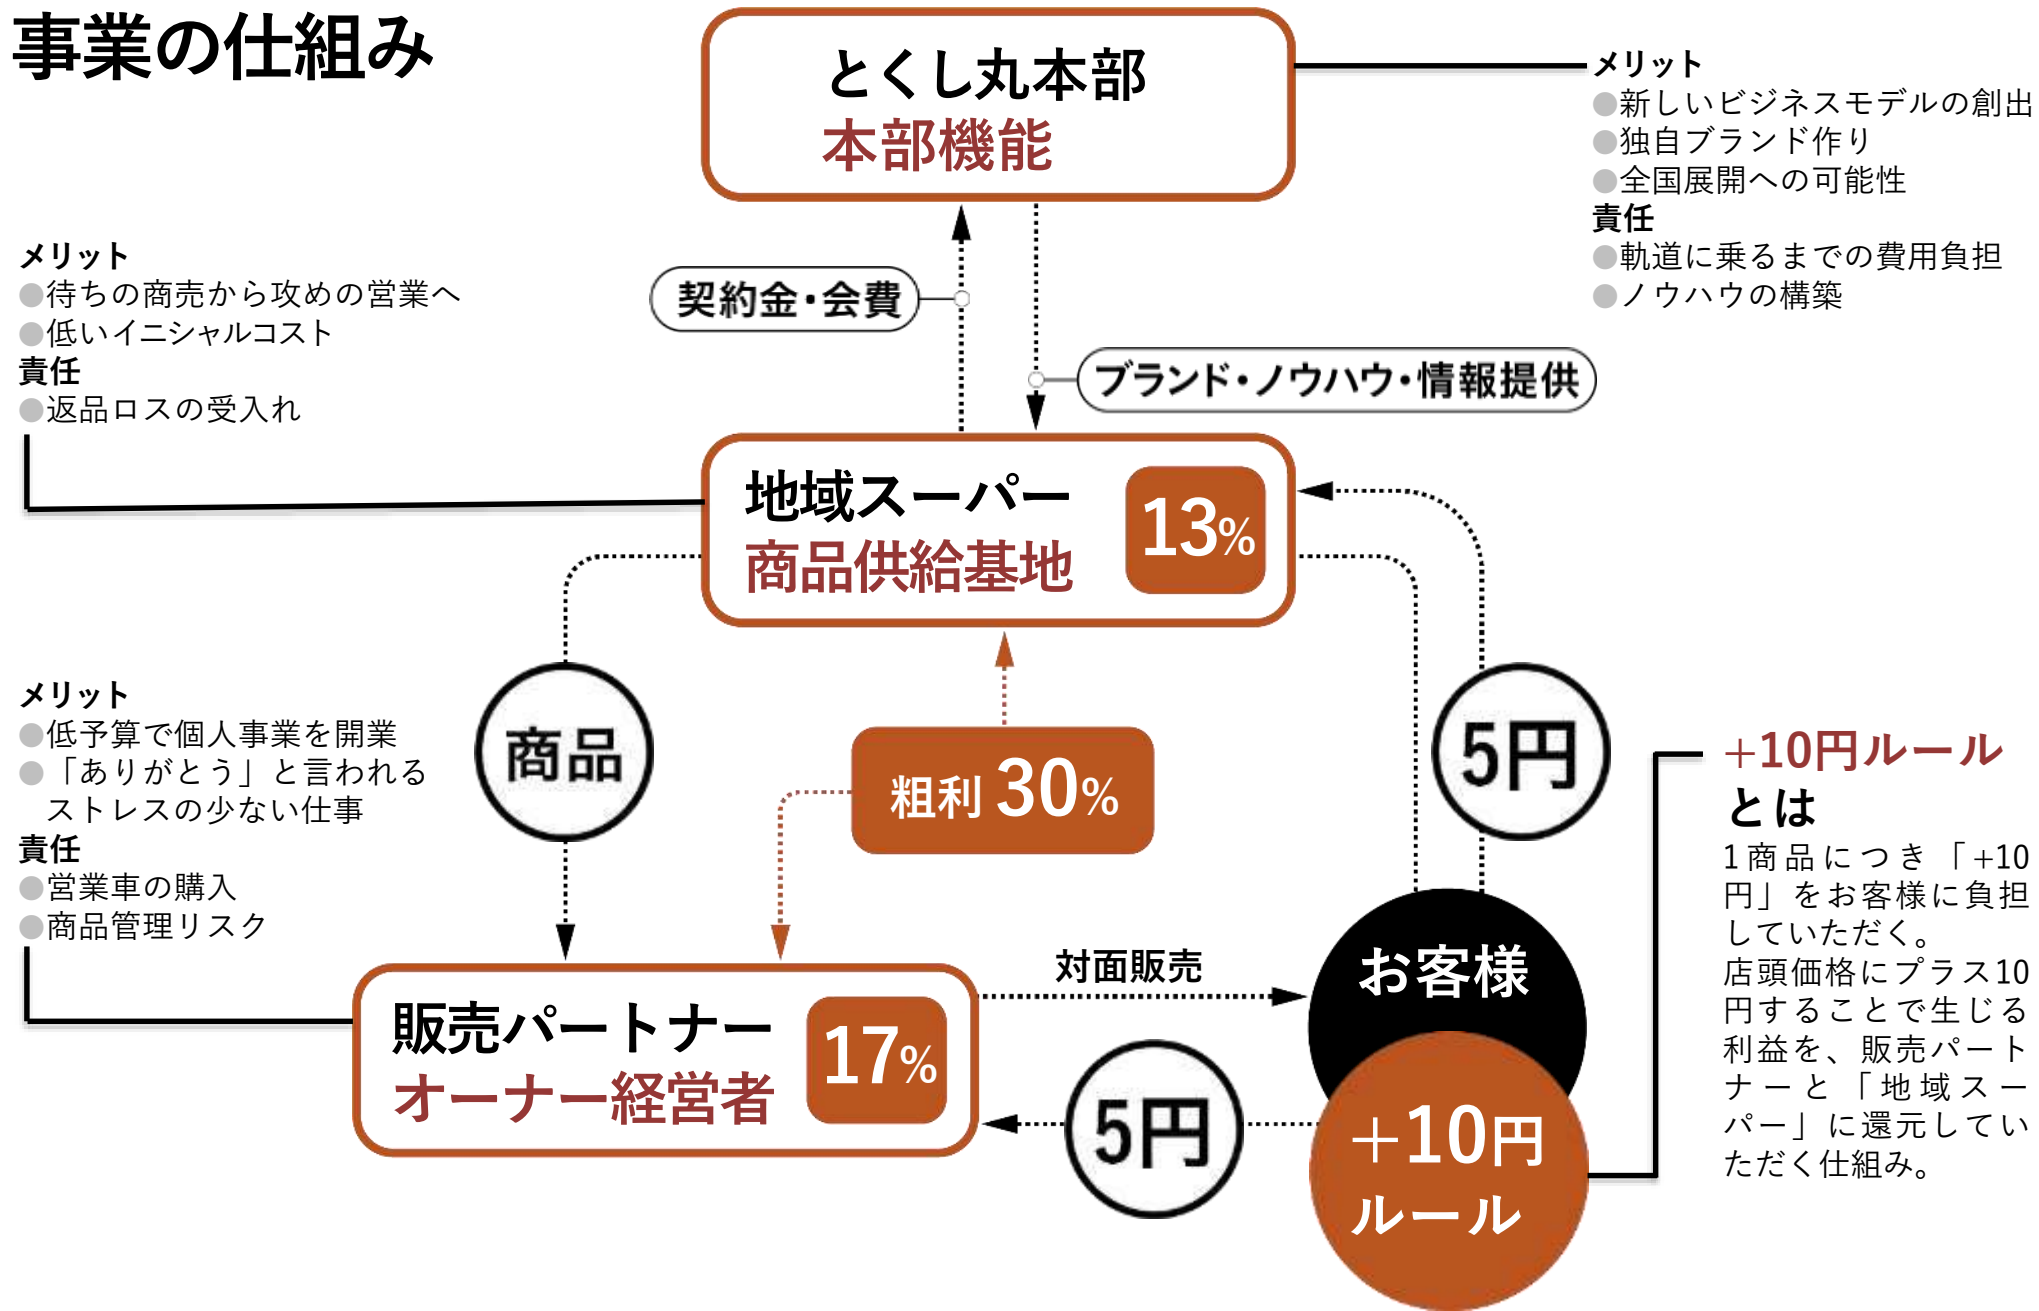 事業の仕組み
とくし丸本部
本部機能
メリット
●新しいビジネスモデルの創出
●独自ブランド作り
●全国展開への可能性
責任
●軌道に乗るまでの費用負担
●ノウハウの構築
メリット
●待ちの商売から攻めの営業へ
●低いイニシャルコスト
責任
●返品ロスの受入れ
契約金・会費
ブランド・ノウハウ・情報提供
地域スーパー
商品供給基地
13%
メリット
●低予算で個人事業を開業
●「ありがとう」と言われる
ストレスの少ない仕事
責任
●営業車の購入
●商品管理リスク
商品
粗利 30%
5円
販売パートナー
オーナー経営者
17%
対面販売
5円
お客様
+10円
ルール
+10円ルール
とは
1商品につき「+10
円」をお客様に負担
していただく。
店頭価格にプラス10
円することで生じる
利益を、販売パート
ナーと「地域スー
パー」に還元してい
ただく仕組み。